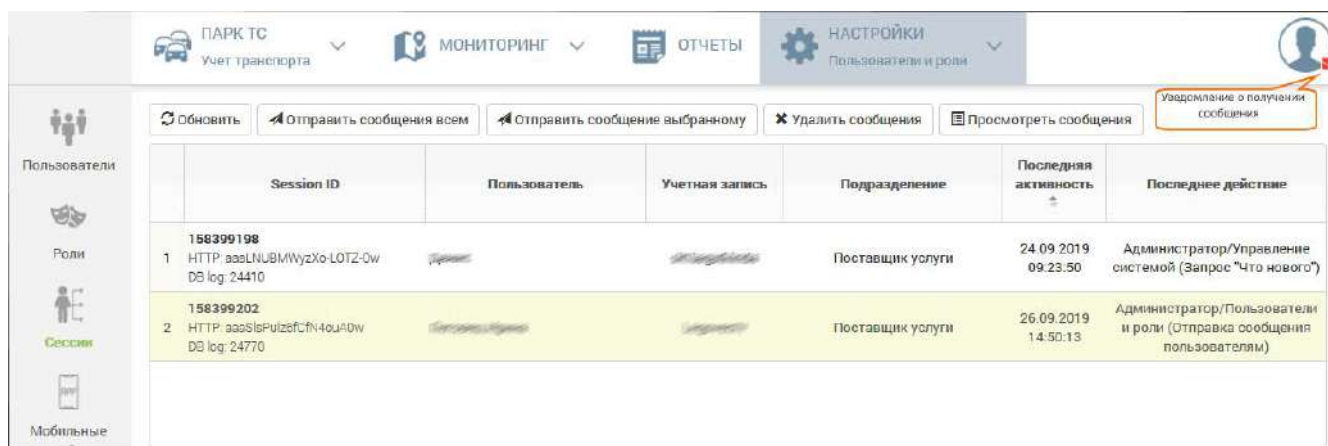 ПАРК ТС
Учет транспорта
МОНИТОРИНГ
ОТЧЕТЫ
НАСТРОЙКИ
Пользователи и роли
Уведомление о получении
сообщения
Обновить
Отправить сообщения всем
Отправить сообщение выбранному
Удалить сообщения
Просмотреть сообщения
Пользователи
Роли
Сессии
Мобильные
Session ID
Пользователь
Учетная запись
Подразделение
Последняя
активность
Последнее действие
1
158399198
HTTP: aaaLNUBMWyzXo-LOTZ-0w
DB log: 24410
Поставщик услуги
24.09.2019
09:23:50
Администратор/Управление
системой (Запрос "Что нового")
2
158399202
HTTP:
DB log: 24770
Поставщик услуги
26.09.2019
14:50:13
Администратор/Пользователи
и роли (Отправка сообщения
пользователям)